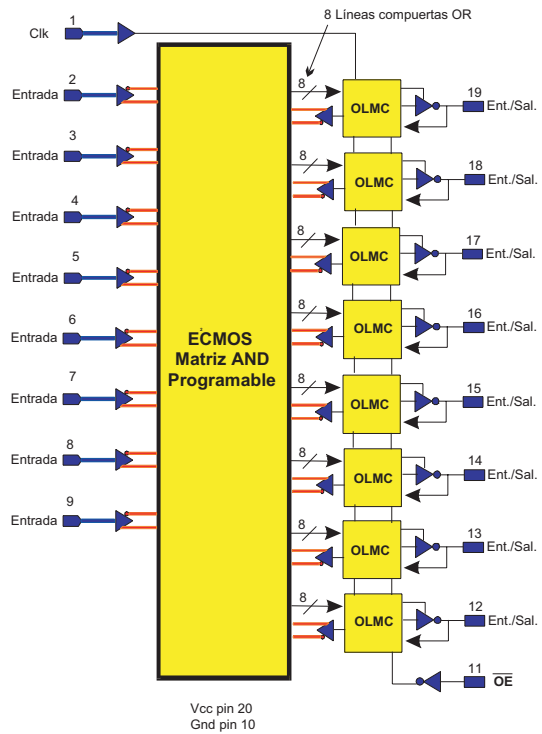 8 Líneas compuertas OR
1
Clk
2
Entrada
3
Entrada
4
Entrada
5
Entrada
6
Entrada
7
Entrada
8
Entrada
9
Entrada
E²CMOS
Matriz AND
Programable
8
OLMC
19
Ent./Sal.
8
OLMC
18
Ent./Sal.
8
OLMC
17
Ent./Sal.
8
OLMC
16
Ent./Sal.
8
OLMC
15
Ent./Sal.
8
OLMC
14
Ent./Sal.
8
OLMC
13
Ent./Sal.
8
OLMC
12
Ent./Sal.
11
OE
Vcc pin 20
Gnd pin 10